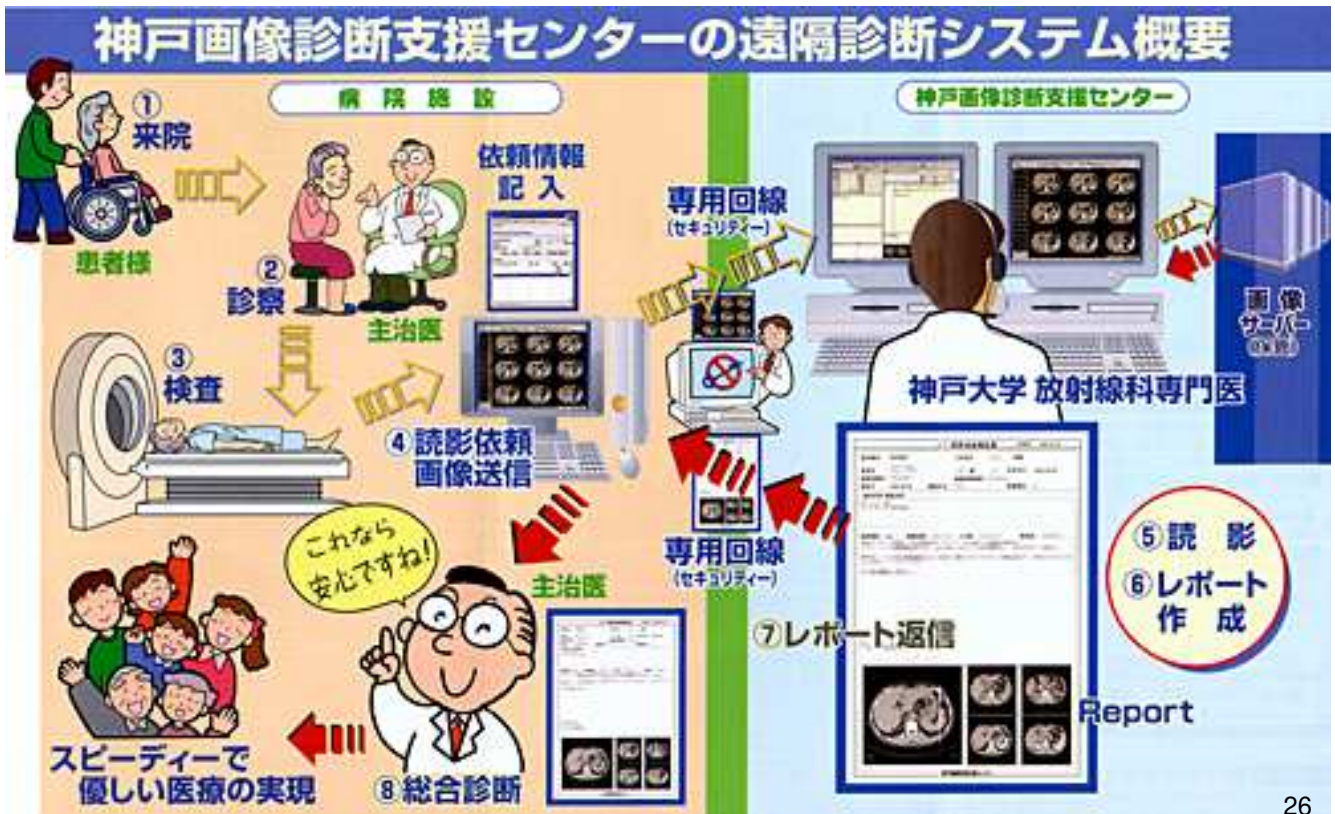 神戸画像診断支援センターの遠隔診断システム概要
病院施設
神戸画像診断支援センター
①
来院
患者様
②
診察
主治医
依頼情報
記入
専用回線
(セキュリティー)
③
検査
④読影依頼
画像送信
画像
サーバー
神戸大学 放射線科専門医
専用回線
(セキュリティー)
⑤読影
⑥レポート
作成
⑦レポート返信
Report
これなら
安心ですね!
主治医
⑧総合診断
スピーディーで
優しい医療の実現
26